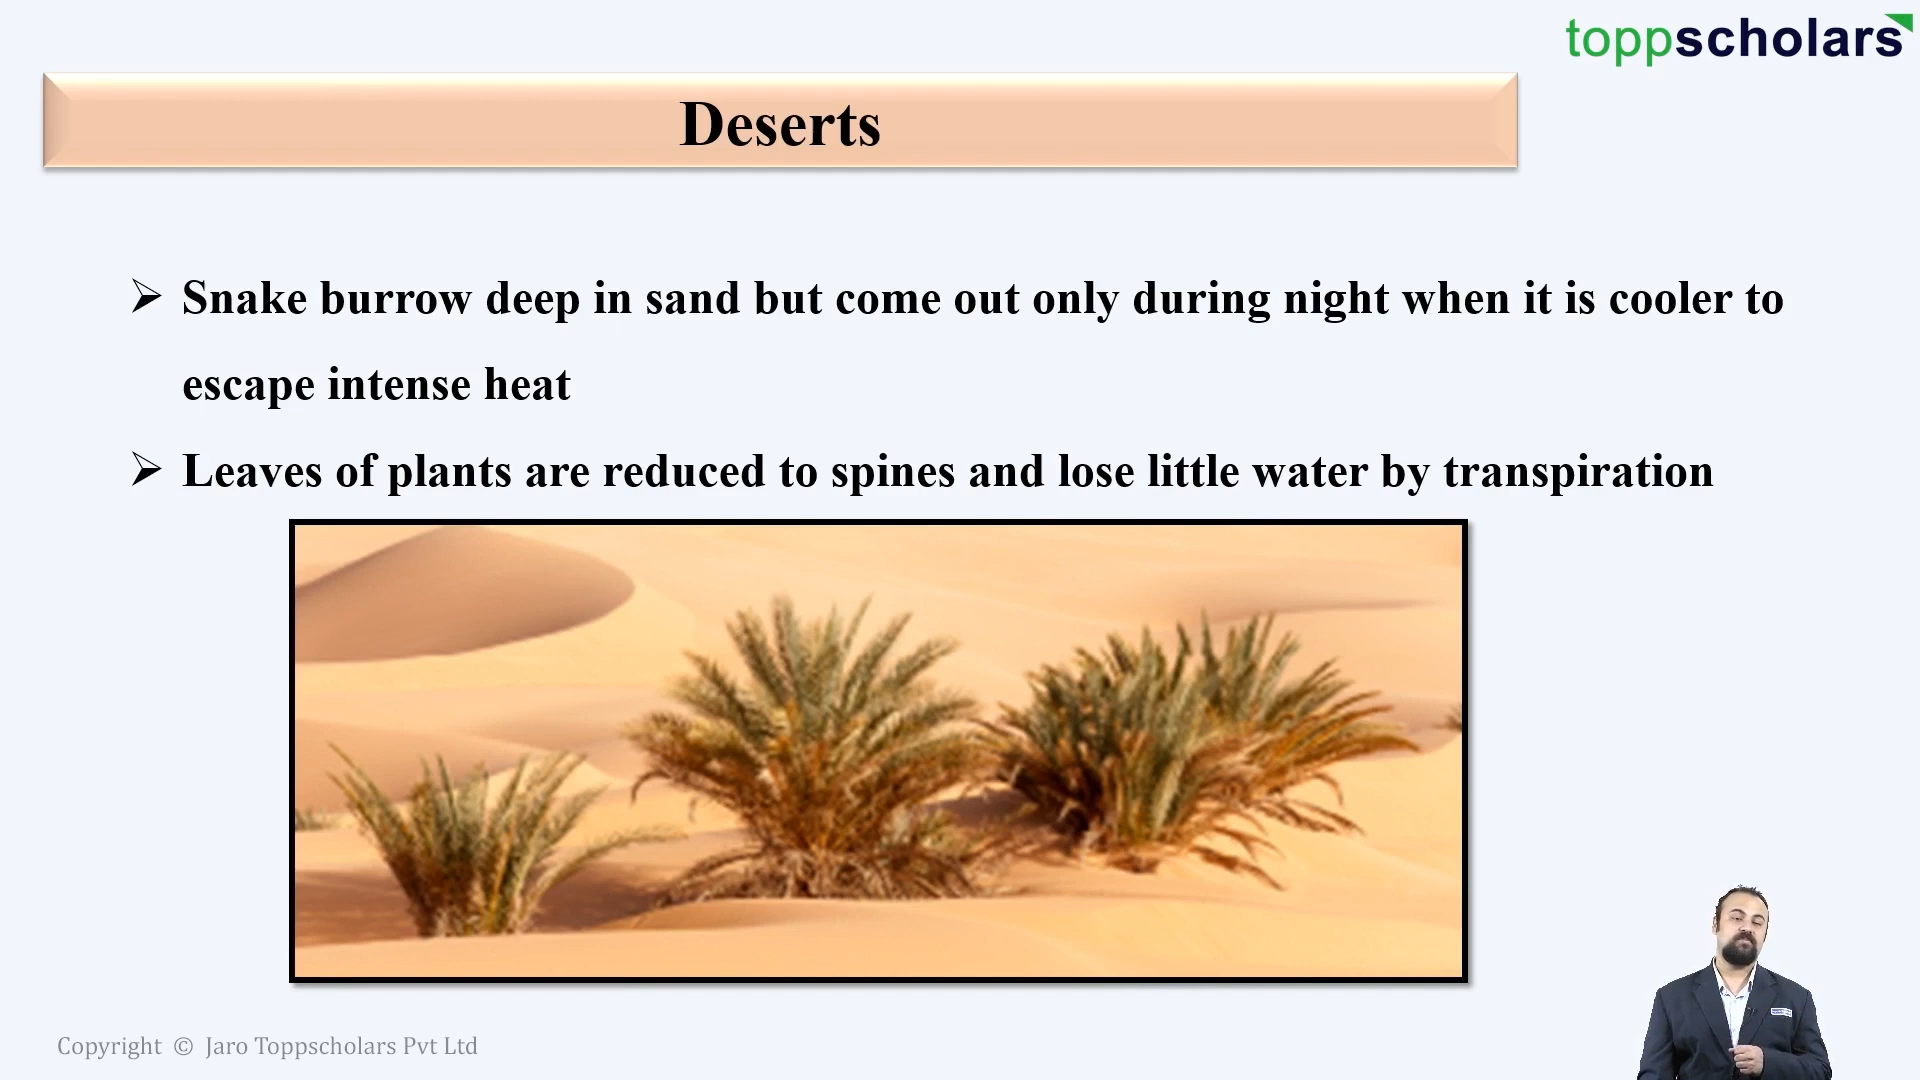 toppscholars
Deserts
➢ Snake burrow deep in sand but come out only during night when it is cooler to
escape intense heat
➢ Leaves of plants are reduced to spines and lose little water by transpiration
Copyright © Jaro Toppscholars Pvt Ltd